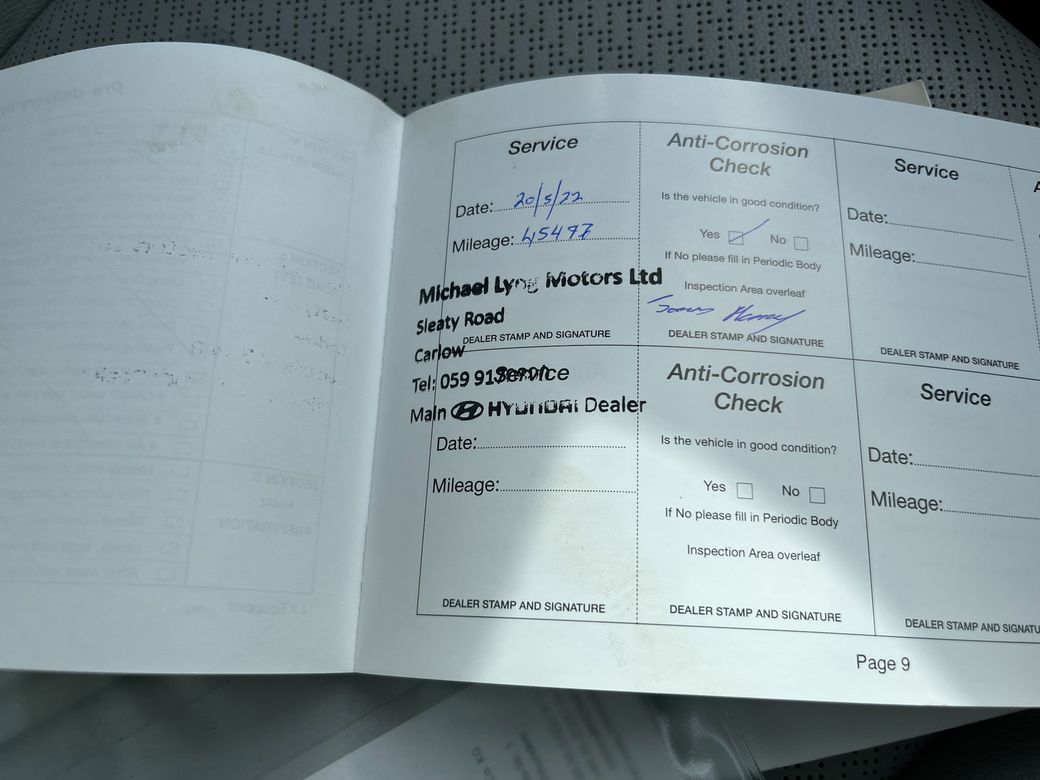 Service
Date: 20/5/22
Mileage: 45497
Michael Lyng Motors Ltd
Sleaty Road
Carlow
Tel: 059 913
Main HYUNDAI Dealer
DEALER STAMP AND SIGNATURE
Anti-Corrosion
Check
Is the vehicle in good condition?
Yes No
If No please fill in Periodic Body
Inspection Area overleaf
DEALER STAMP AND SIGNATURE
Service
Date:
Mileage:
DEALER STAMP AND SIGNATURE
Service
Date:
Mileage:
DEALER STAMP AND SIGNATURE
Anti-Corrosion
Check
Is the vehicle in good condition?
Yes No
If No please fill in Periodic Body
Inspection Area overleaf
DEALER STAMP AND SIGNATURE
Service
Date:
Mileage:
DEALER STAMP AND SIGNATU
Page 9